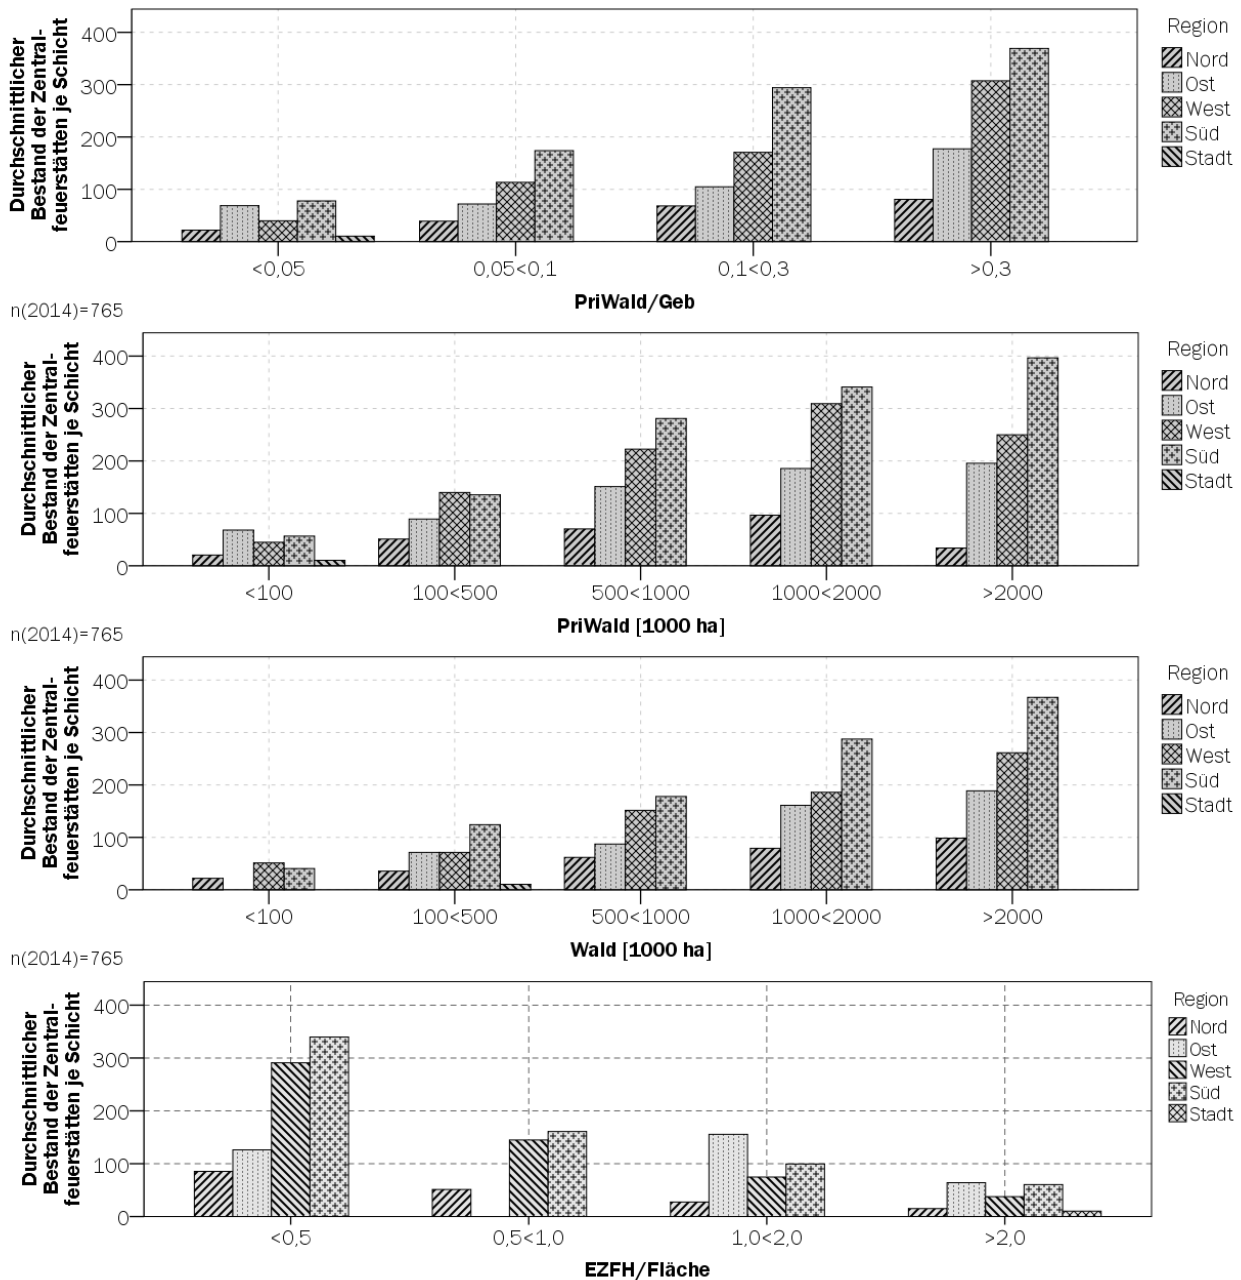 Durchschnittlicher
Bestand der Zentral-
feuerstätten je Schicht
400
300
200
100
0
<0,05
0,05<0,1
0,1<0,3
>0,3
PriWald/Geb
Region
Nord
Ost
West
Süd
Stadt
n(2014)=765
Durchschnittlicher
Bestand der Zentral-
feuerstätten je Schicht
400
300
200
100
0
<100
100<500
500<1000
1000<2000
>2000
PriWald [1000 ha]
Region
Nord
Ost
West
Süd
Stadt
n(2014)=765
Durchschnittlicher
Bestand der Zentral-
feuerstätten je Schicht
400
300
200
100
0
<100
100<500
500<1000
1000<2000
>2000
Wald [1000 ha]
Region
Nord
Ost
West
Süd
Stadt
n(2014)=765
Durchschnittlicher
Bestand der Zentral-
feuerstätten je Schicht
400
300
200
100
0
<0,5
0,5<1,0
1,0<2,0
>2,0
EZFH/Fläche
Region
Nord
Ost
West
Süd
Stadt